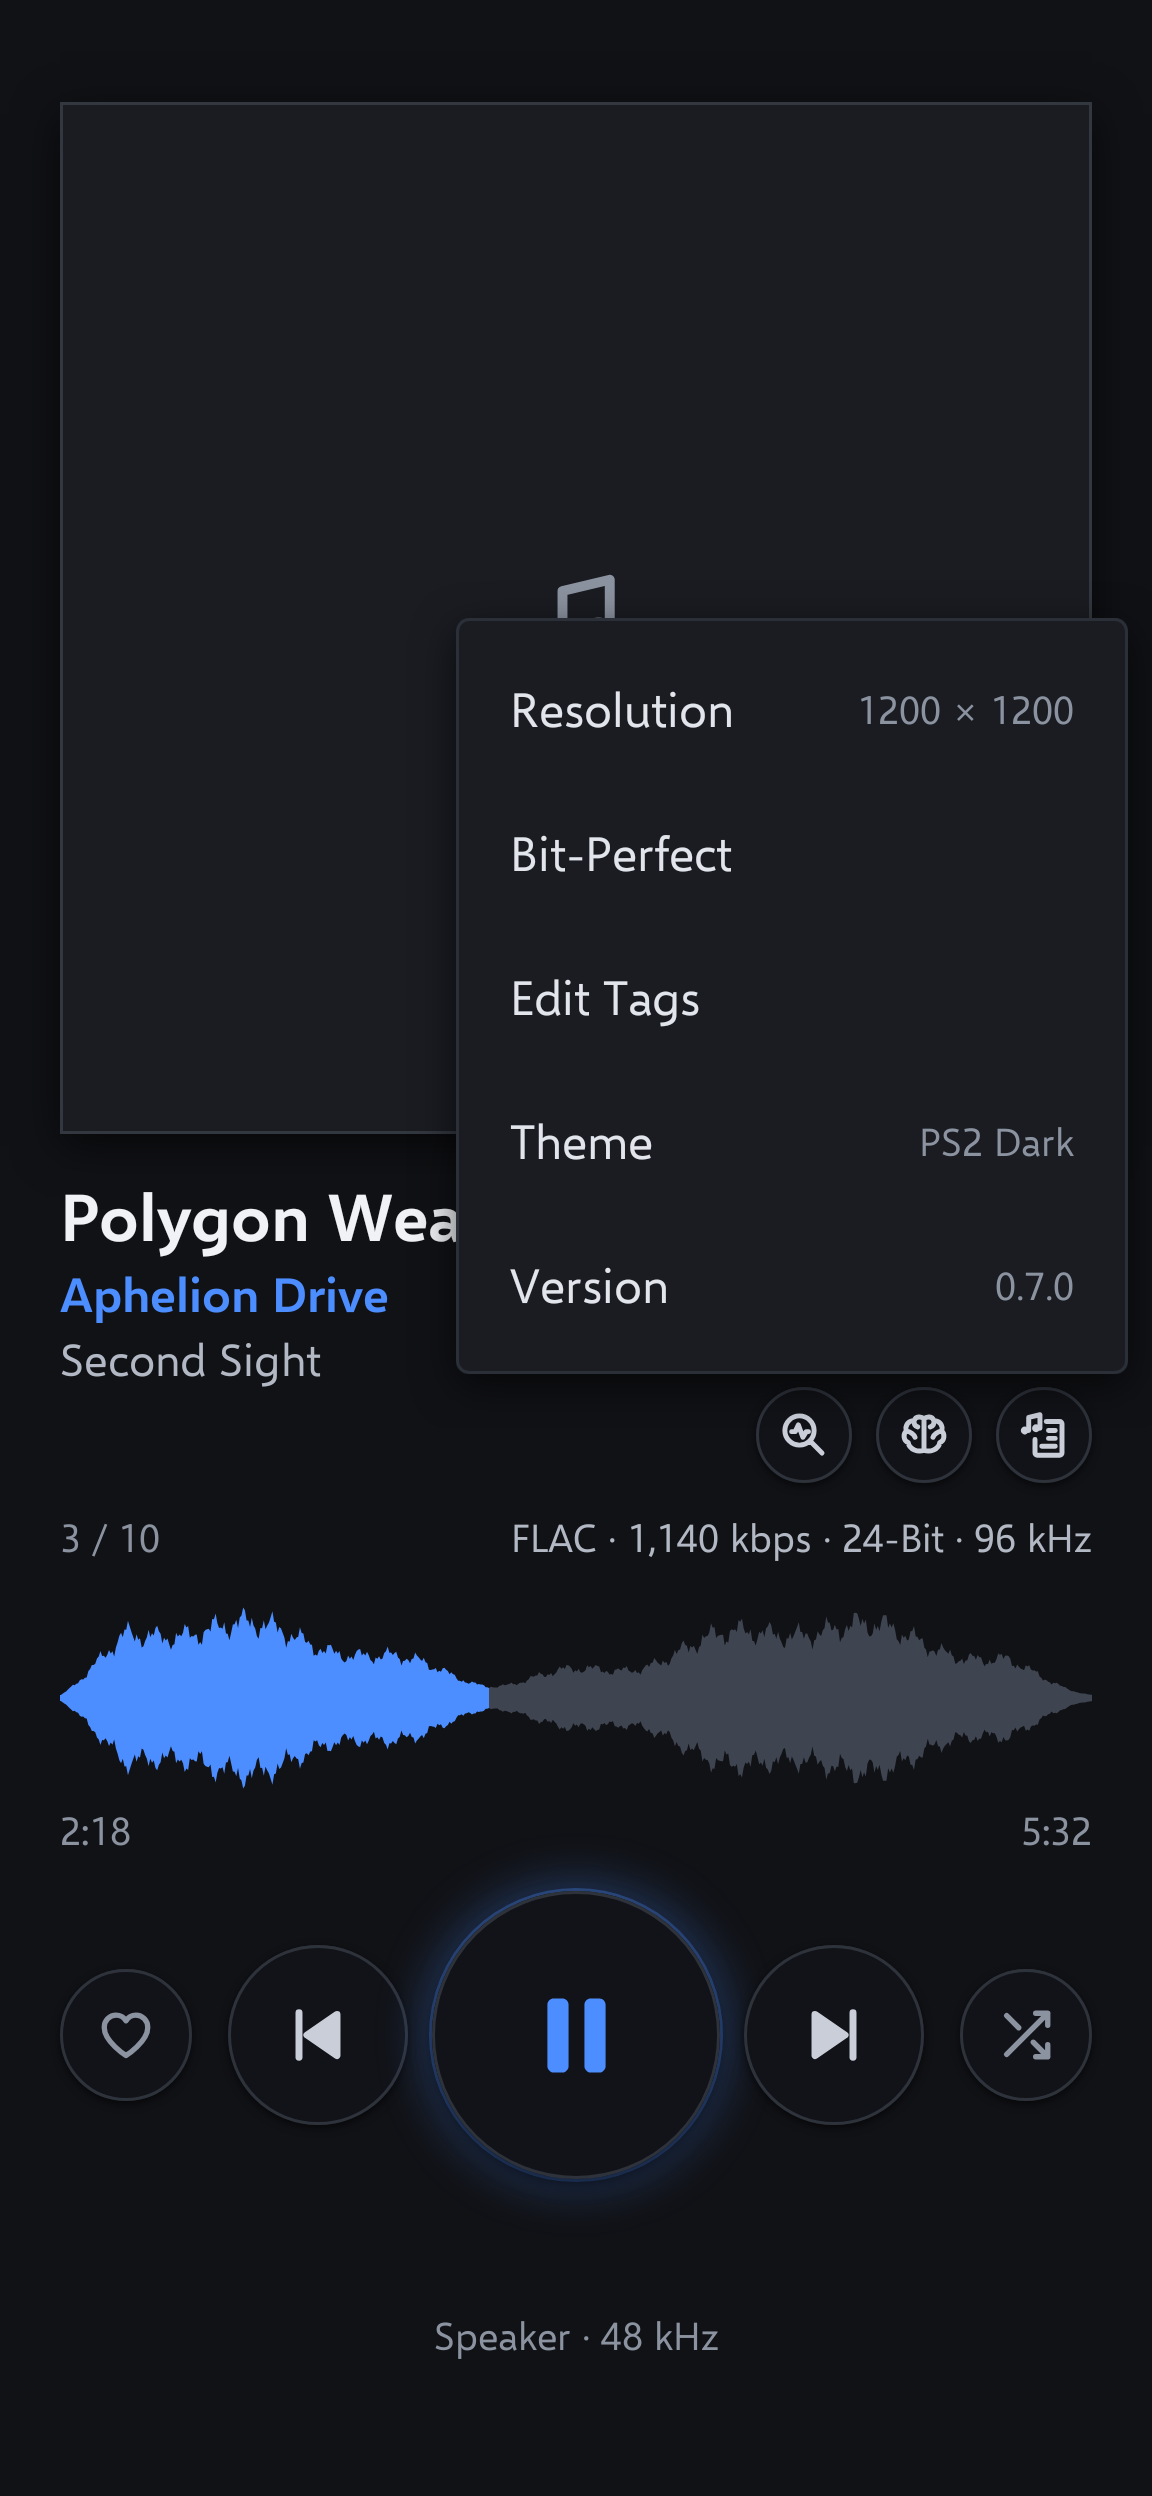 Resolution 1200 × 1200
Bit-Perfect
Edit Tags
Theme PS2 Dark
Version 0.7.0
Polygon
Aphelion Drive
Second Sight
3 / 10 FLAC · 1,140 kbps · 24-Bit · 96 kHz
2:18 5:32
Speaker · 48 kHz